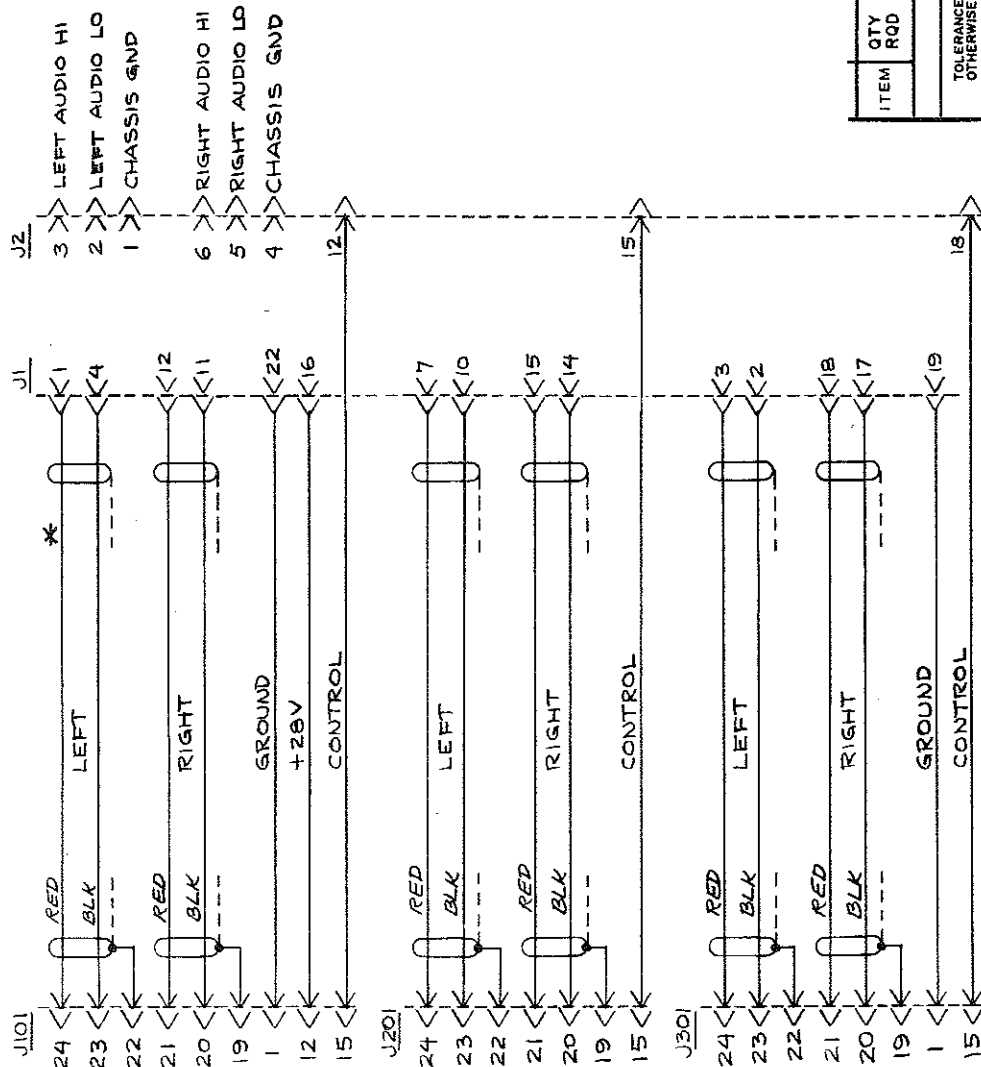 J2
3 LEFT AUDIO HI
2 LEFT AUDIO LO
1 CHASSIS GND
6 RIGHT AUDIO HI
5 RIGHT AUDIO LO
4 CHASSIS GND
12
15
18
J1
1
4
12
11
22
16
7
10
15
14
3
2
18
17
19
*
LEFT
RIGHT
GROUND
+28V
CONTROL
LEFT
RIGHT
CONTROL
LEFT
RIGHT
GROUND
CONTROL
RED
BLK
RED
BLK
RED
BLK
RED
BLK
RED
BLK
RED
BLK
J101
24
23
22
21
20
19
1
12
15
J201
24
23
22
21
20
19
15
J301
24
23
22
21
20
19
1
15
ITEM
QTY
RQD
TOLERANCE
OTHERWISE